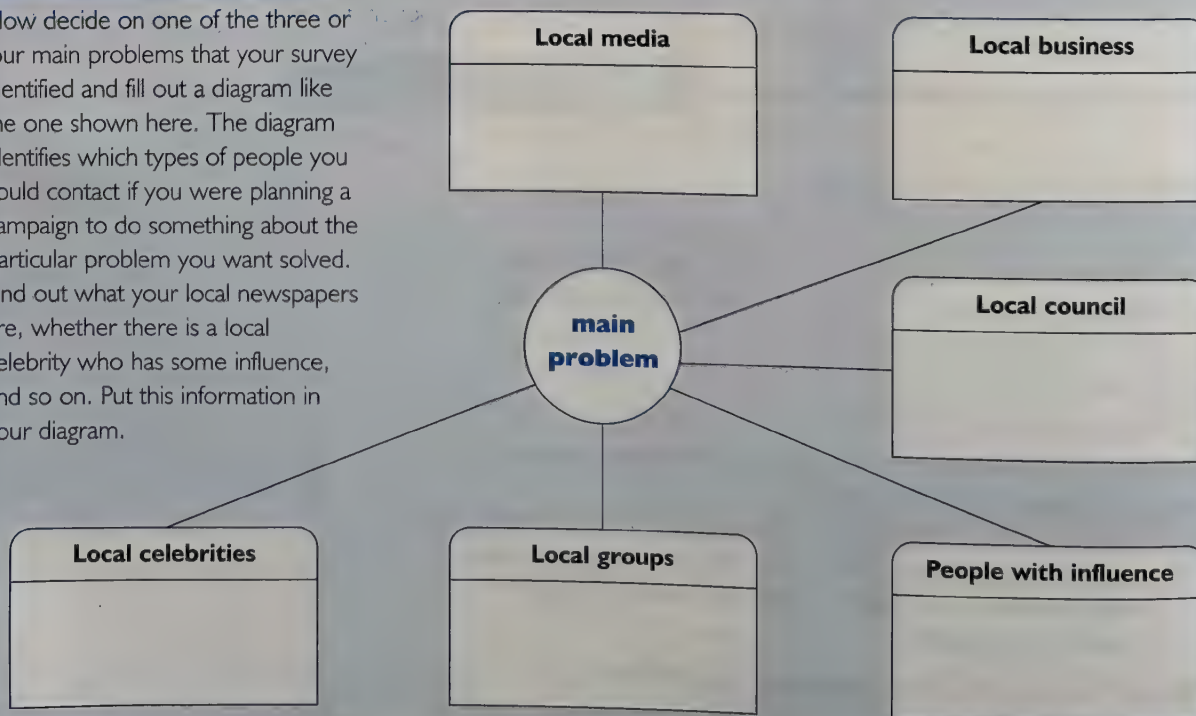 Now decide on one of the three or
our main problems that your survey
entified and fill out a diagram like
he one shown here. The diagram
dentifies which types of people you
ould contact if you were planning a
ampaign to do something about the
articular problem you want solved.
ind out what your local newspapers
re, whether there is a local
elebrity who has some influence,
nd so on. Put this information in
our diagram.
Local media
Local business
main
problem
Local council
Local celebrities
Local groups
People with influence